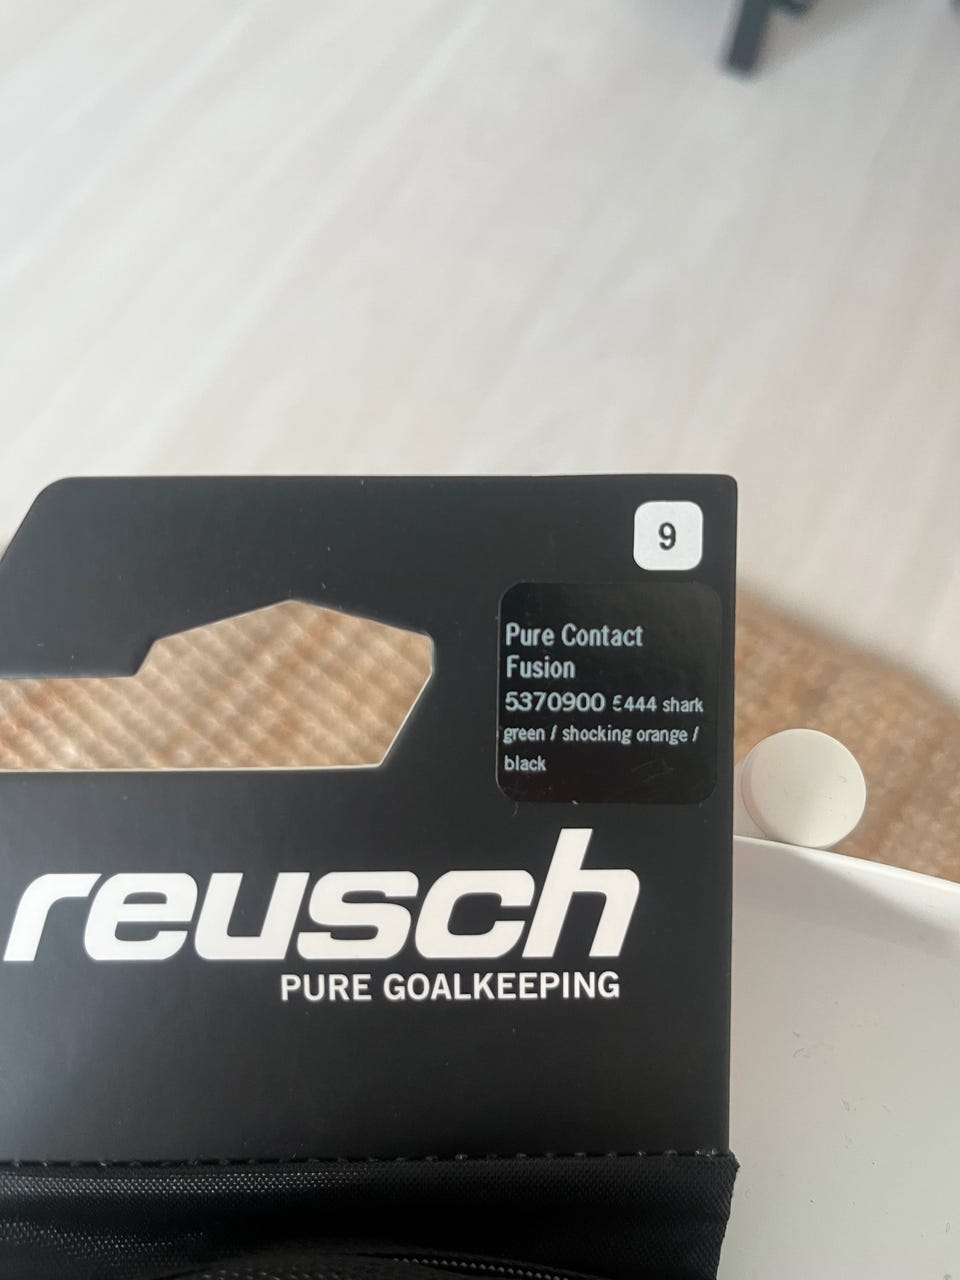 9
Pure Contact
Fusion
5370900 5444 shark
green / shocking orange /
black
reusch
PURE GOALKEEPING